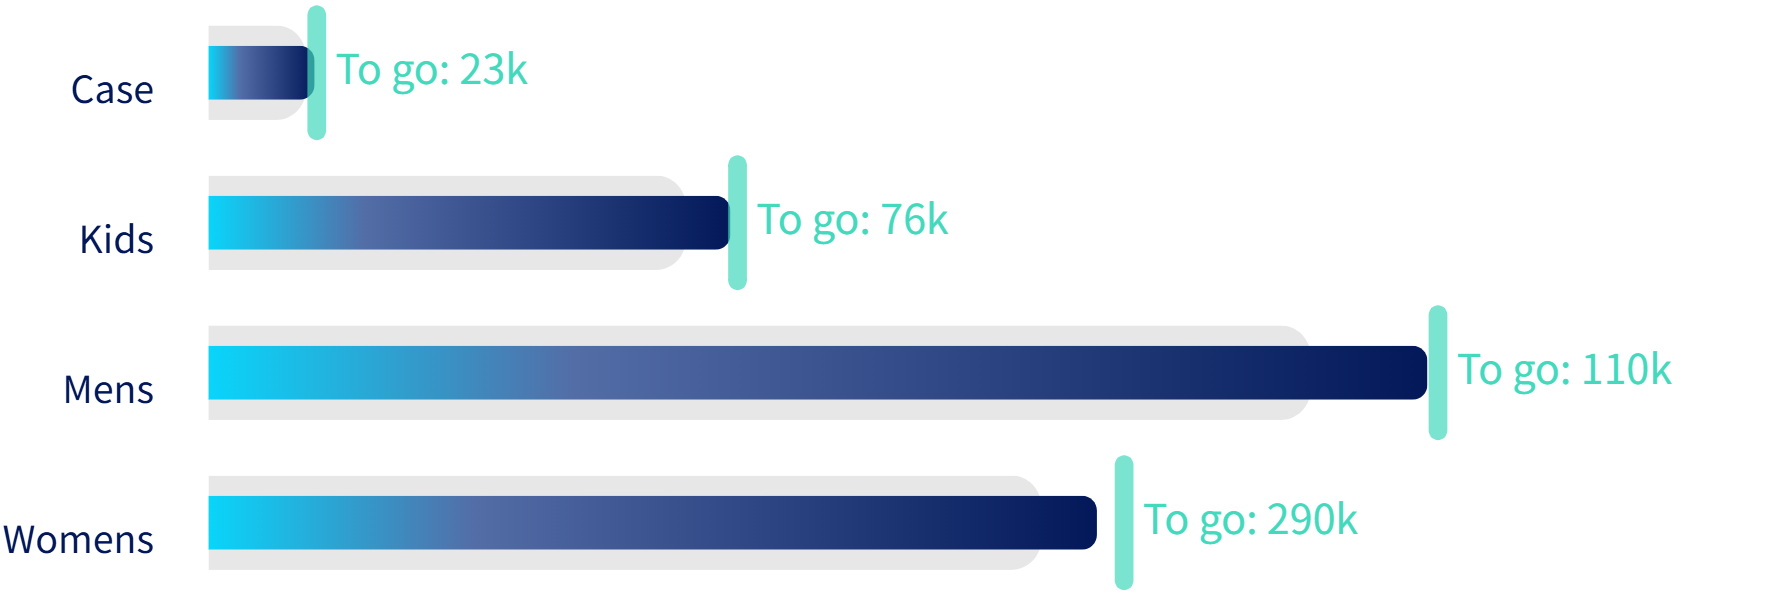 Case
To go: 23k
Kids
To go: 76k
Mens
To go: 110k
Womens
To go: 290k